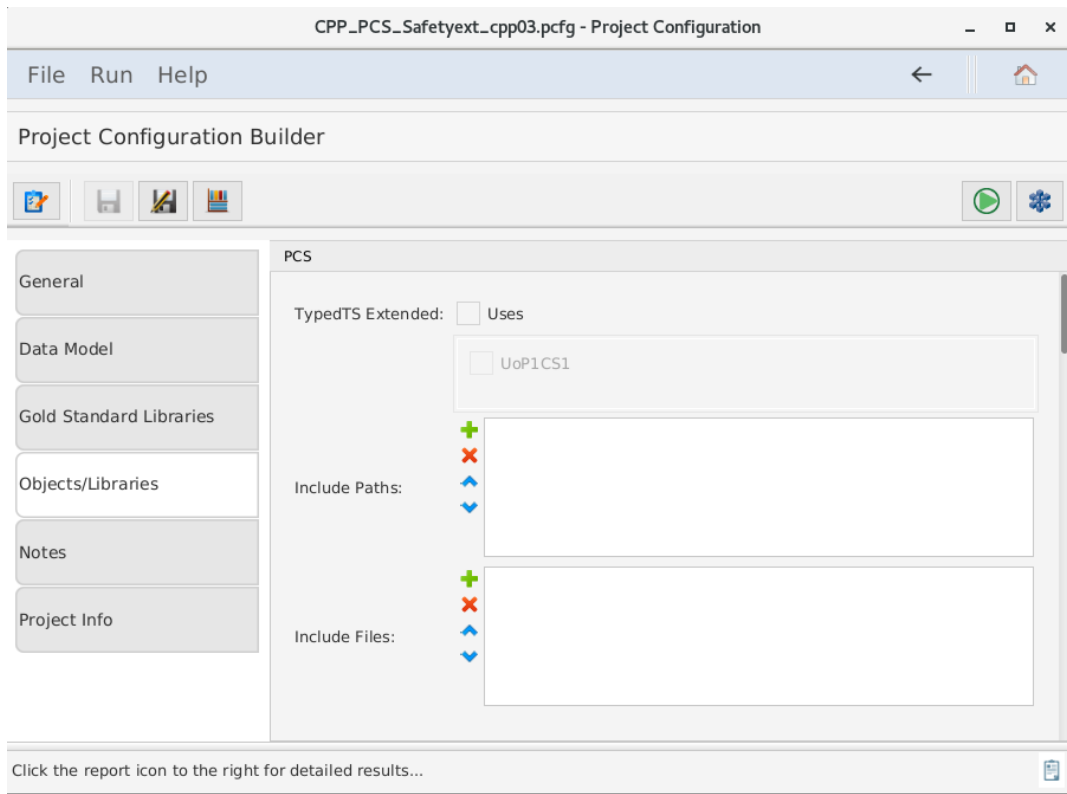 CPP_PCS_Safetyext_cpp03.pcfg - Project Configuration
File Run Help
Project Configuration Builder
General
Data Model
Gold Standard Libraries
Objects/Libraries
Notes
Project Info
PCS
TypedTS Extended: Uses
UoP1CS1
Include Paths:
Include Files:
Click the report icon to the right for detailed results...